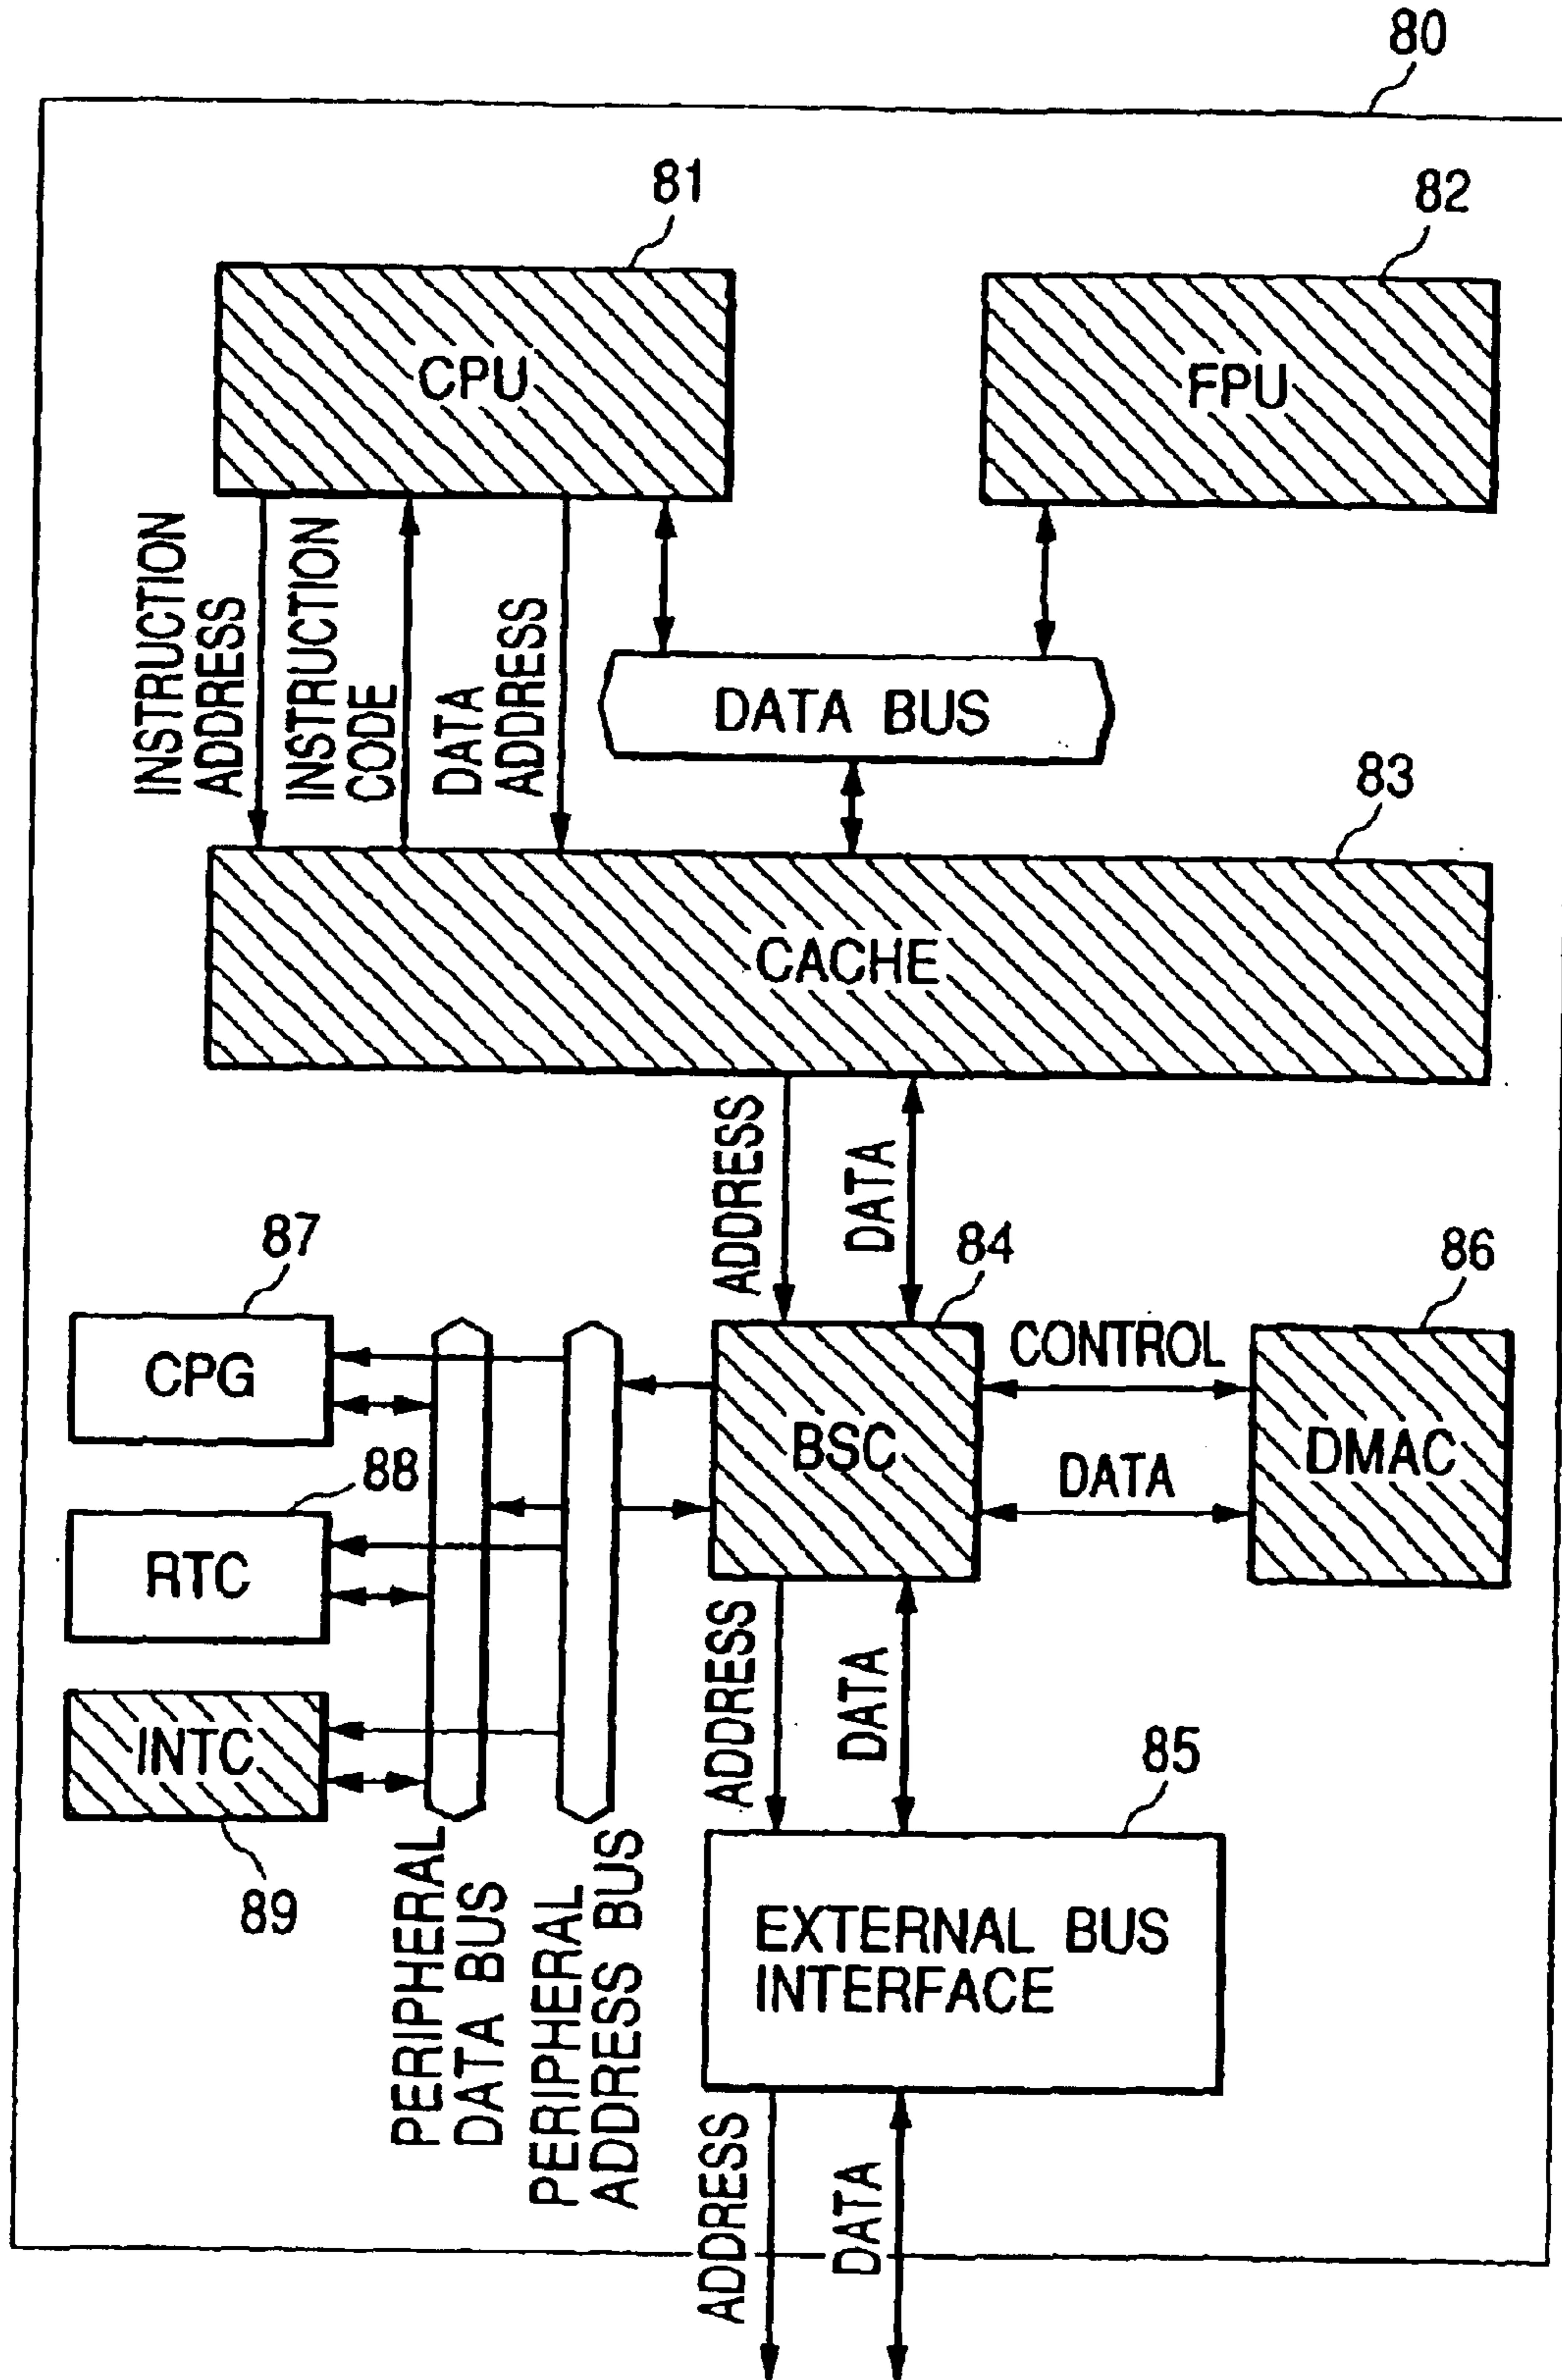 80
81
82
CPU
FPU
INSTRUCTION
ADDRESS
INSTRUCTION
CODE
DATA
ADDRESS
DATA BUS
83
CACHE
ADDRESS
DATA
87
84
86
CPG
CONTROL
BSC
DMAC
DATA
88
RTC
ADDRESS
DATA
INTC
85
89
PERIPHERAL
DATA BUS
PERIPHERAL
ADDRESS BUS
EXTERNAL BUS
INTERFACE
ADDRESS
DATA